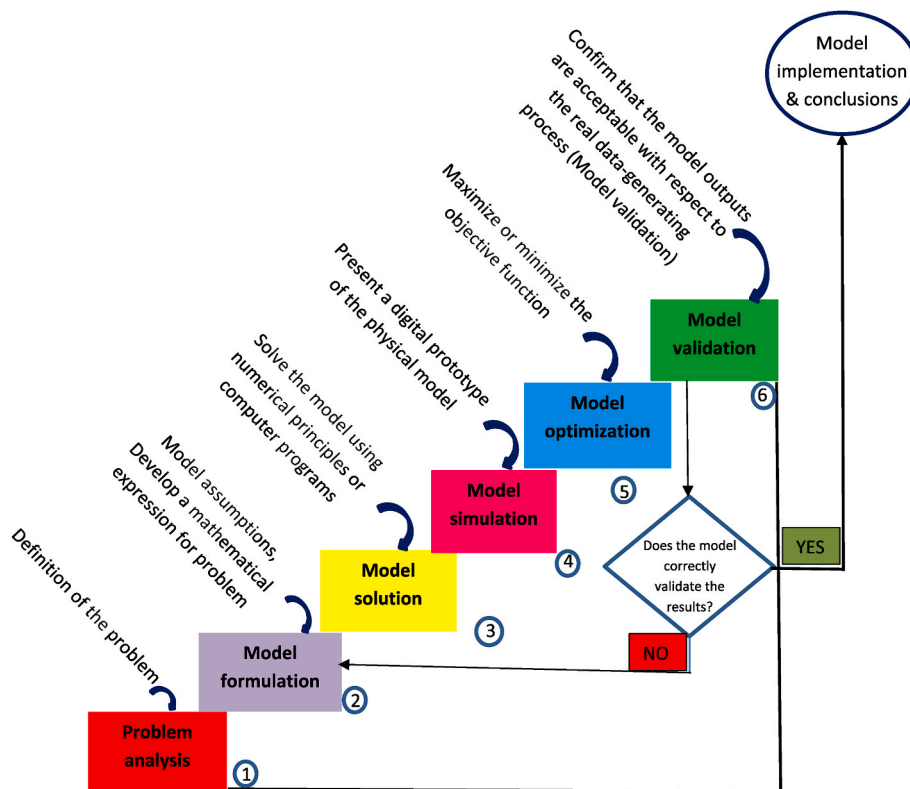 Model
implementation
& conclusions
Confirm that the model outputs
are acceptable with respect to
the real data-generating
process (Model validation)
Maximize or minimize the
objective function
Present a digital prototype
of the physical model
Solve the model using
numerical principles or
computer programs
Model assumptions,
Develop a mathematical
expression for problem
Definition of the problem
Model
validation
6
Model
optimization
5
Model
simulation
4
Model
solution
3
Model
formulation
2
Problem
analysis
1
Does the model
correctly
validate the
results?
YES
NO